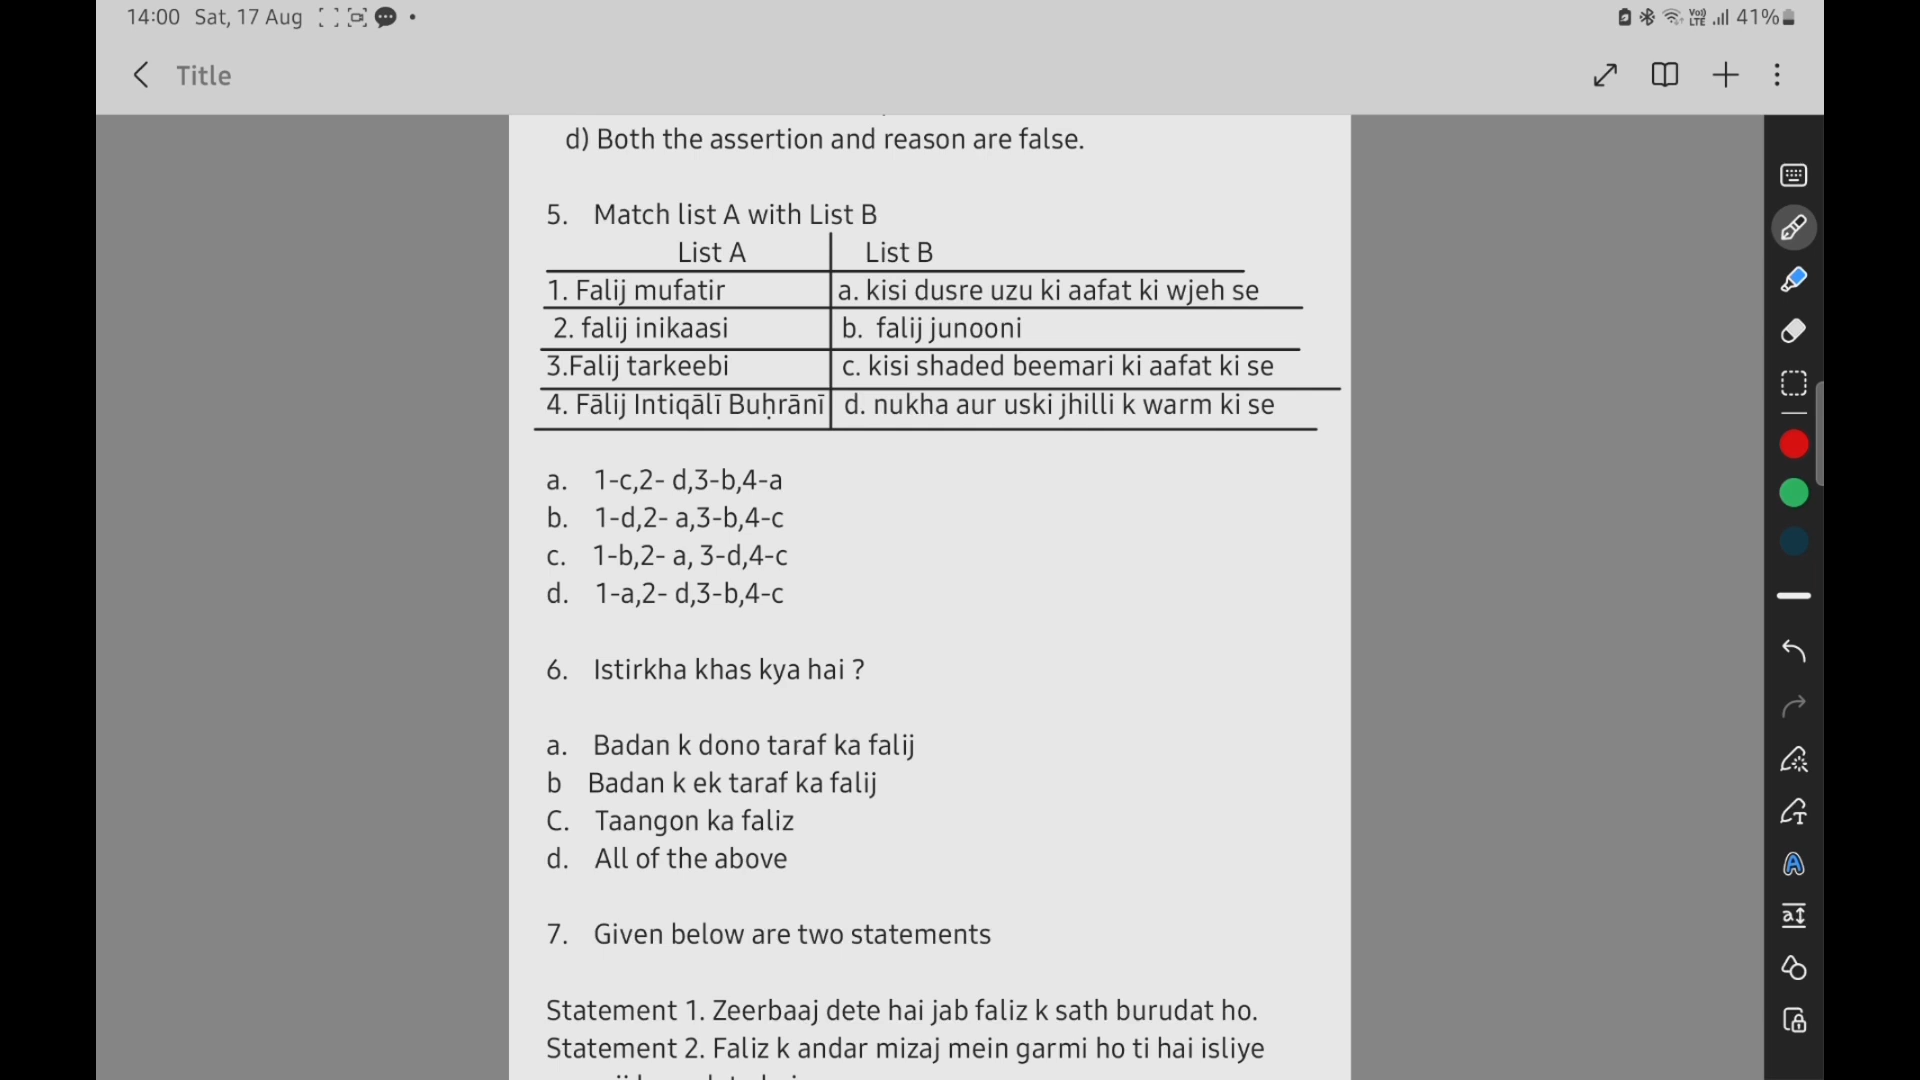 14:00 Sat, 17 Aug
Vo)) LTE 41%
Title
d) Both the assertion and reason are false.
5. Match list A with List B
List A List B
1. Falij mufatir a. kisi dusre uzu ki aafat ki wjeh se
2. falij inikaasi b. falij junooni
3.Falij tarkeebi c. kisi shaded beemari ki aafat ki se
4. Fālij Intiqālī Buḥrānī d. nukha aur uski jhilli k warm ki se
a. 1-c,2- d,3-b,4-a
b. 1-d,2- a,3-b,4-c
c. 1-b,2- a, 3-d,4-c
d. 1-a,2- d,3-b,4-c
6. Istirkha khas kya hai ?
a. Badan k dono taraf ka falij
b Badan k ek taraf ka falij
C. Taangon ka faliz
d. All of the above
7. Given below are two statements
Statement 1. Zeerbaaj dete hai jab faliz k sath burudat ho.
Statement 2. Faliz k andar mizaj mein garmi ho ti hai isliye